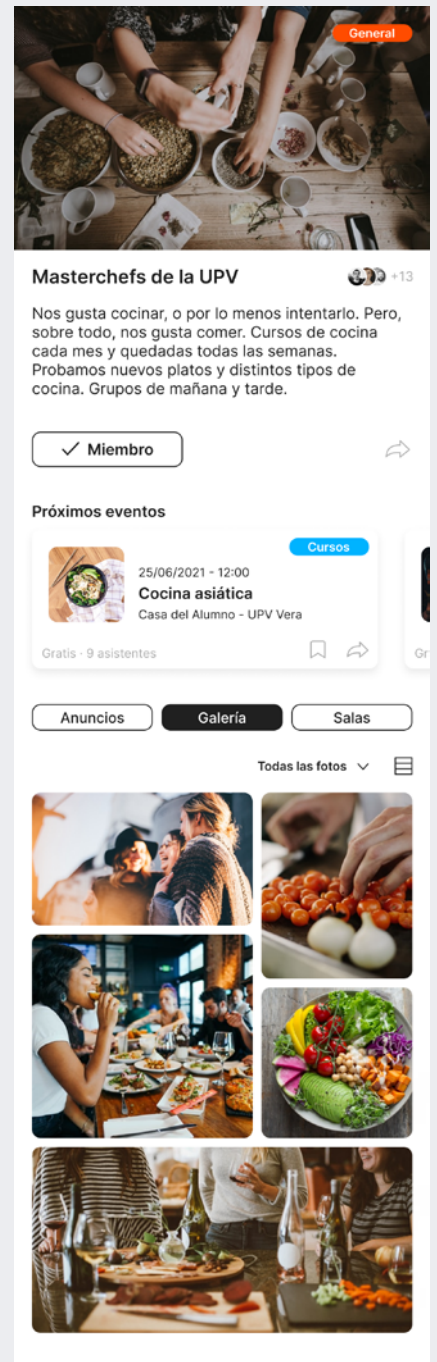 General
Masterchefs de la UPV
+13
Nos gusta cocinar, o por lo menos intentarlo. Pero,
sobre todo, nos gusta comer. Cursos de cocina
cada mes y quedadas todas las semanas.
Probamos nuevos platos y distintos tipos de
cocina. Grupos de mañana y tarde.
Miembro
Próximos eventos
Cursos
25/06/2021 - 12:00
Cocina asiática
Casa del Alumno - UPV Vera
Gratis · 9 asistentes
Gr
Anuncios
Galería
Salas
Todas las fotos